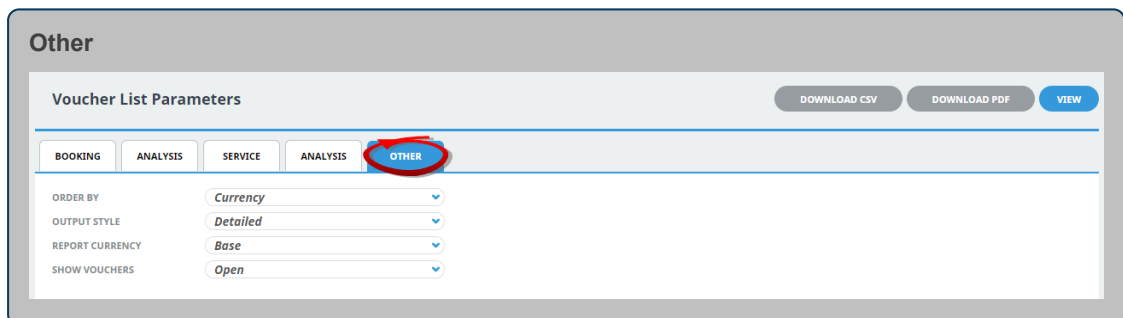 Other
Voucher List Parameters DOWNLOAD CSV DOWNLOAD PDF VIEW
BOOKING ANALYSIS SERVICE ANALYSIS OTHER
ORDER BY Currency
OUTPUT STYLE Detailed
REPORT CURRENCY Base
SHOW VOUCHERS Open